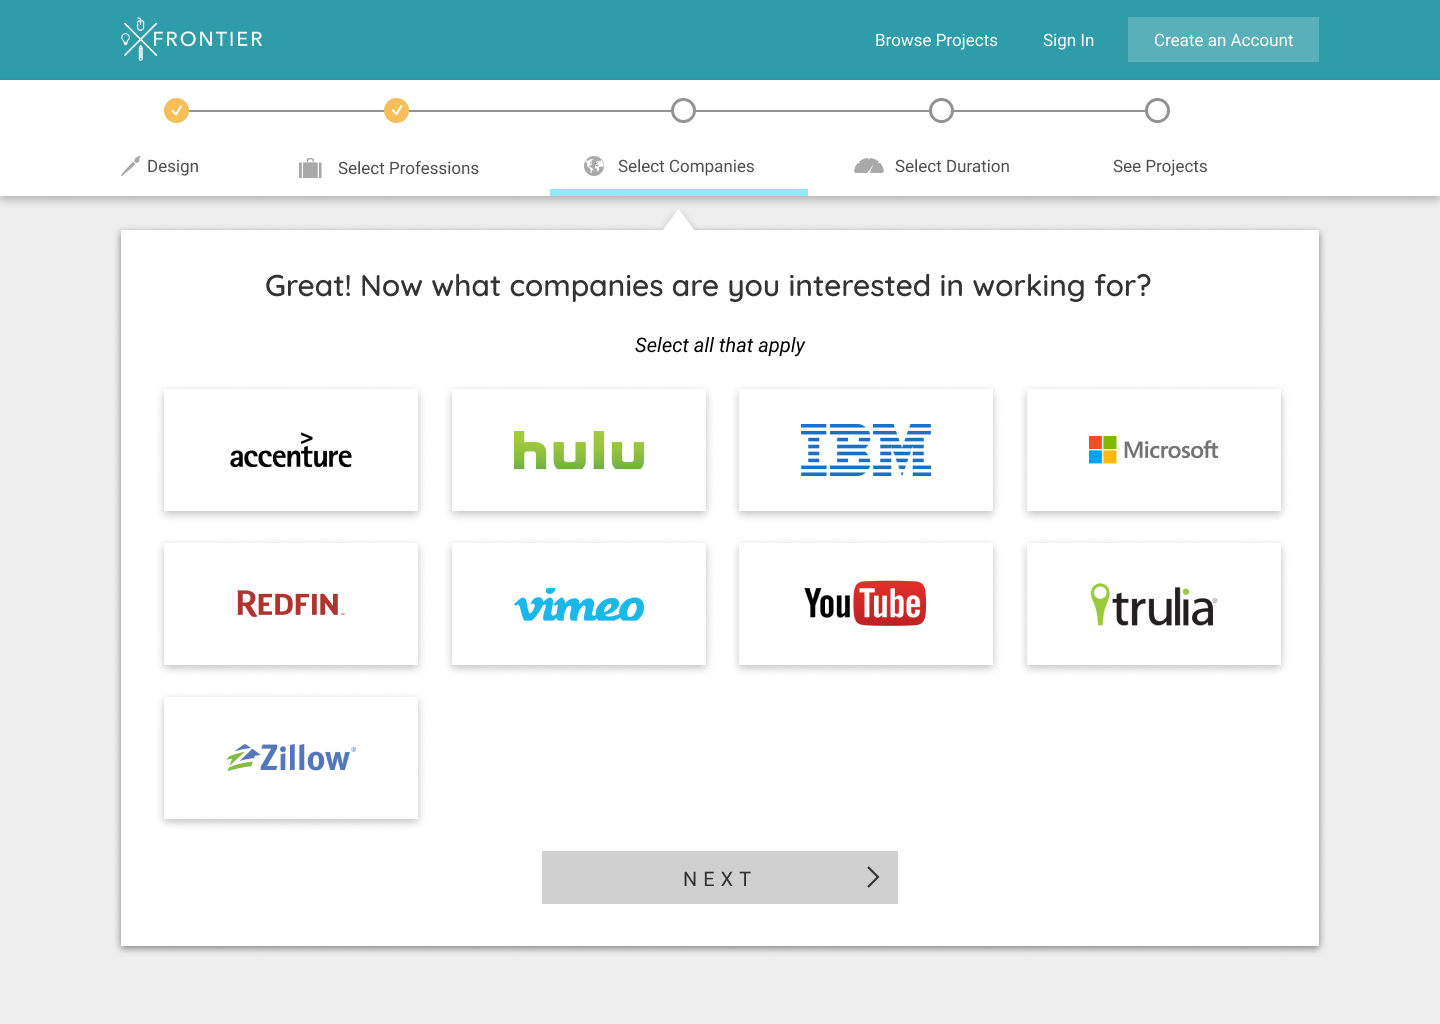 FRONTIER
Browse Projects
Sign In
Create an Account
Design
Select Professions
Select Companies
Select Duration
See Projects
Great! Now what companies are you interested in working for?
Select all that apply
accenture
hulu
IBM
Microsoft
REDFIN™
vimeo
YouTube
trulia®
Zillow®
NEXT